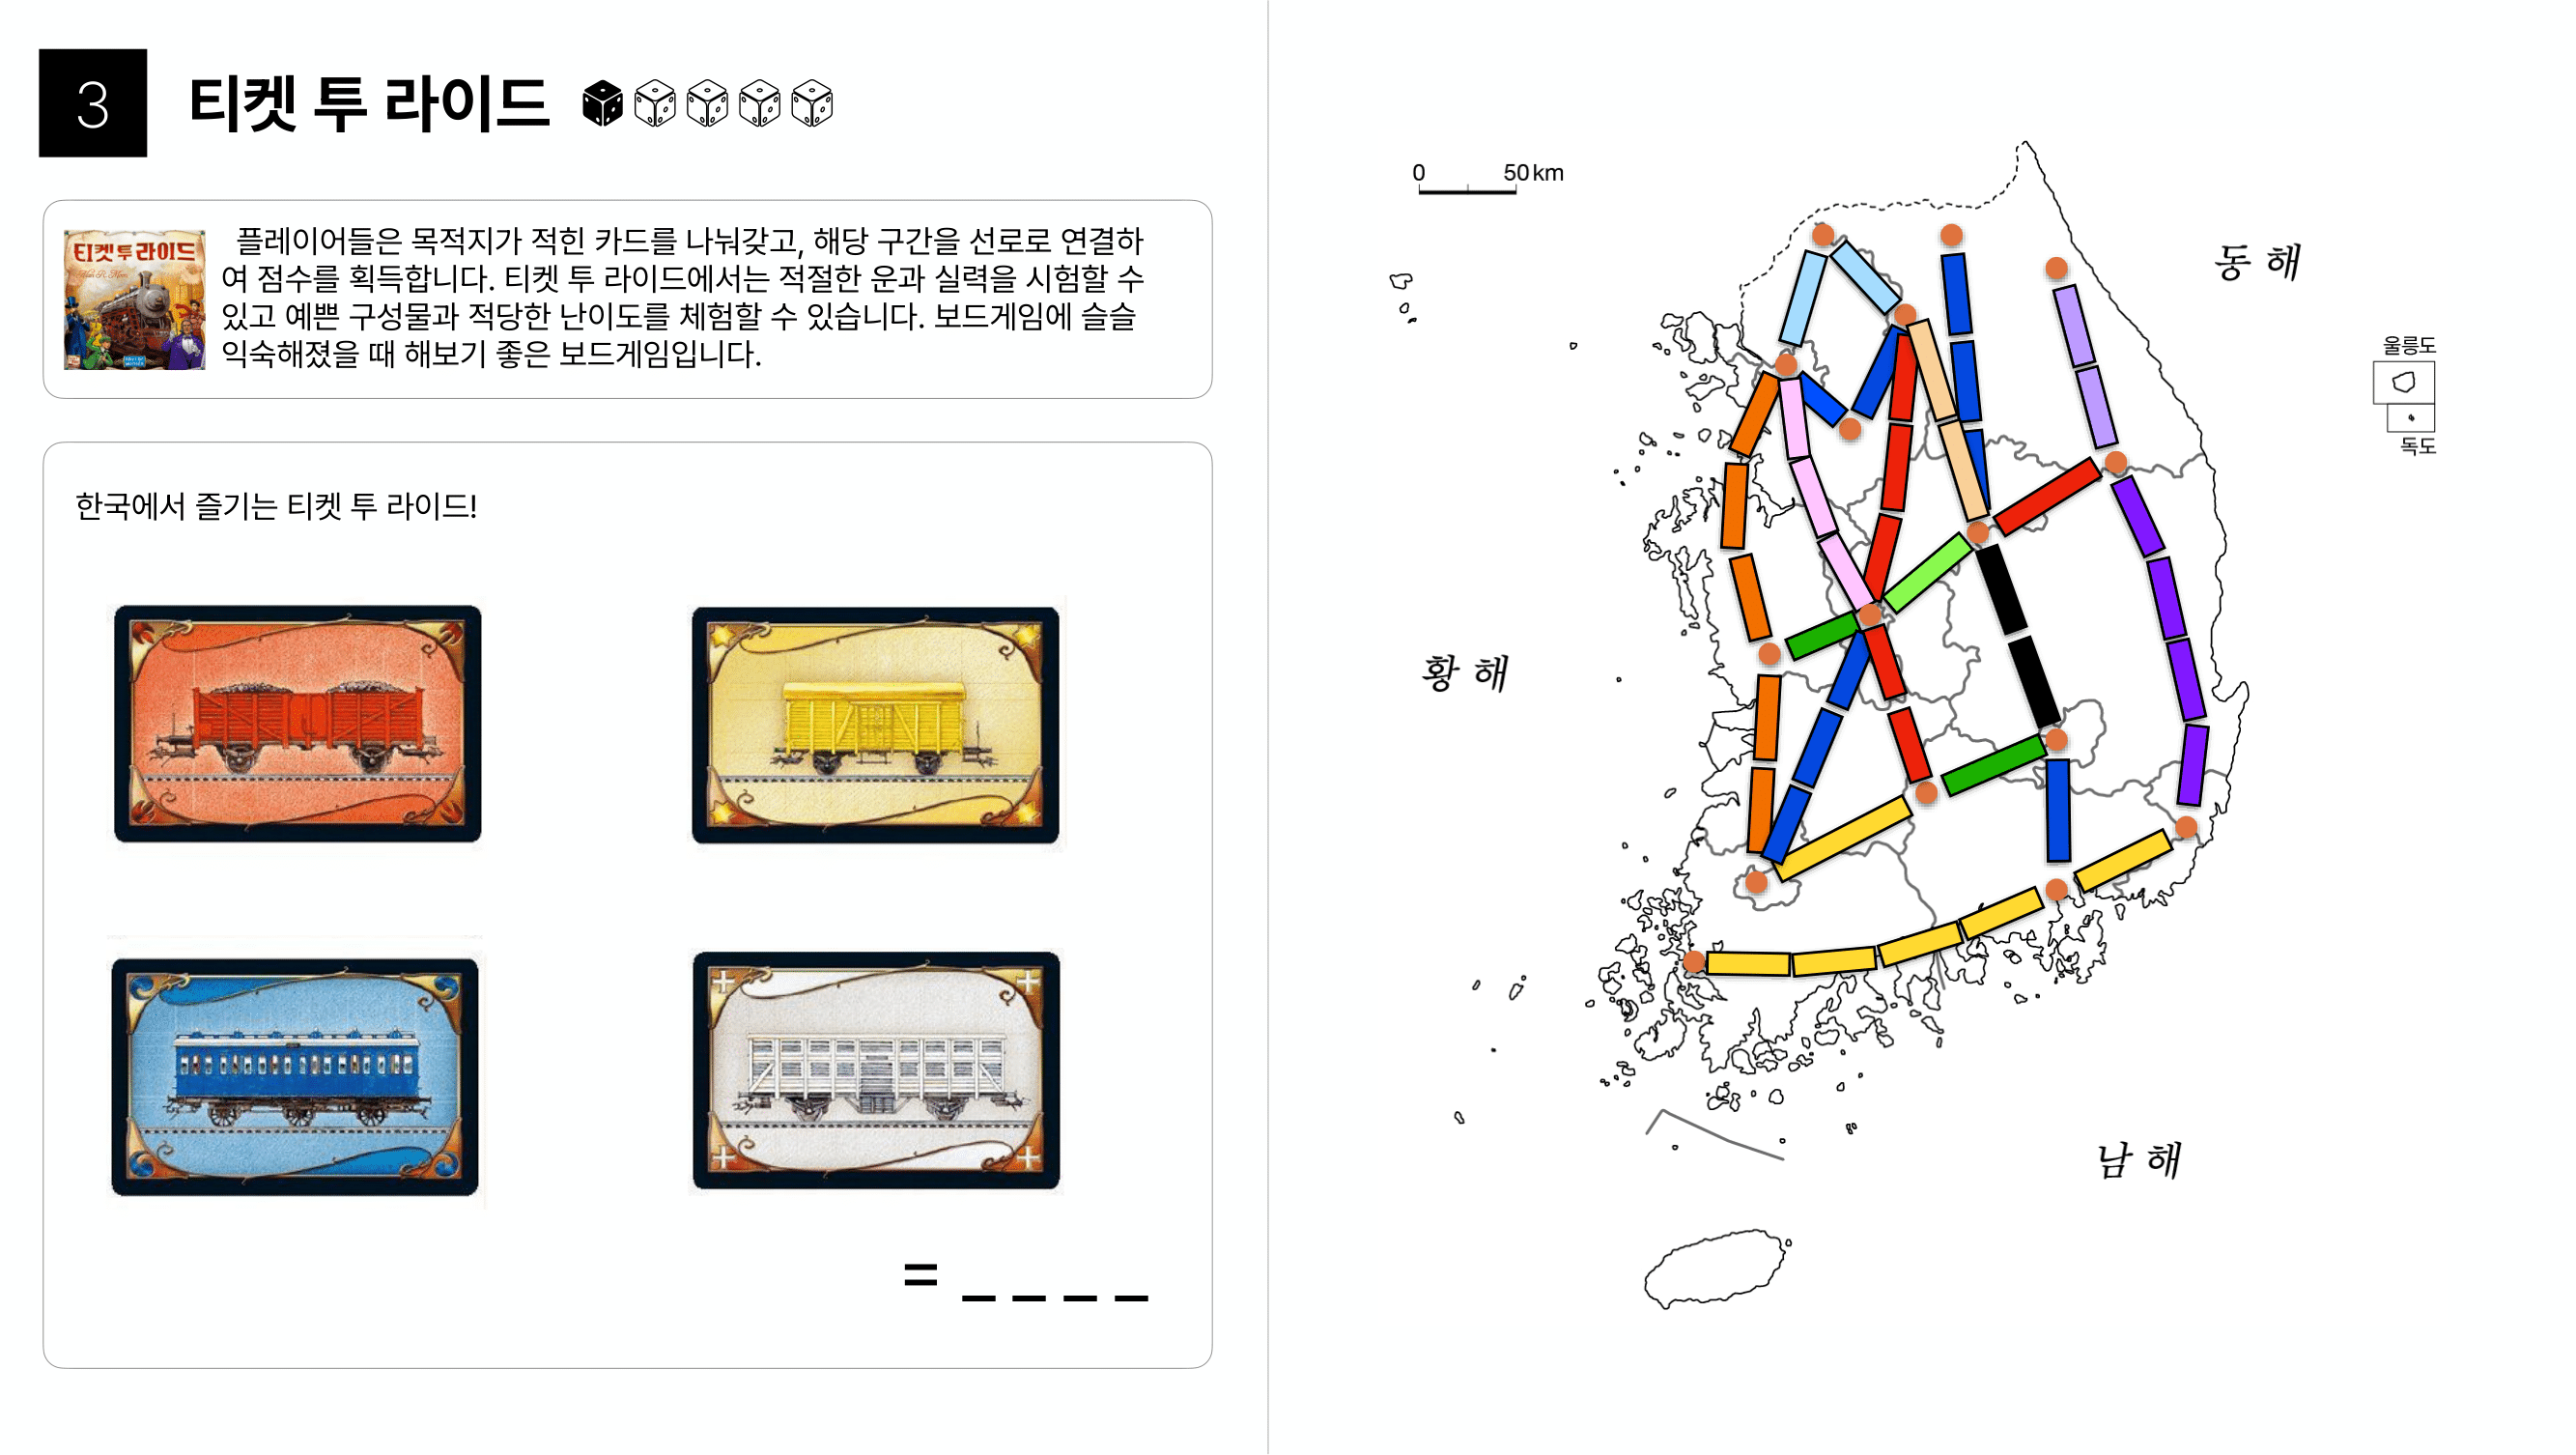 3
티켓 투 라이드
티켓 투 라이드
플레이어들은 목적지가 적힌 카드를 나눠갖고, 해당 구간을 선로로 연결하
여 점수를 획득합니다. 티켓 투 라이드에서는 적절한 운과 실력을 시험할 수
있고 예쁜 구성물과 적당한 난이도를 체험할 수 있습니다. 보드게임에 슬슬
익숙해졌을 때 해보기 좋은 보드게임입니다.
한국에서 즐기는 티켓 투 라이드!
= _ _ _ _
0 50 km
동 해
울릉도
독도
황 해
남 해